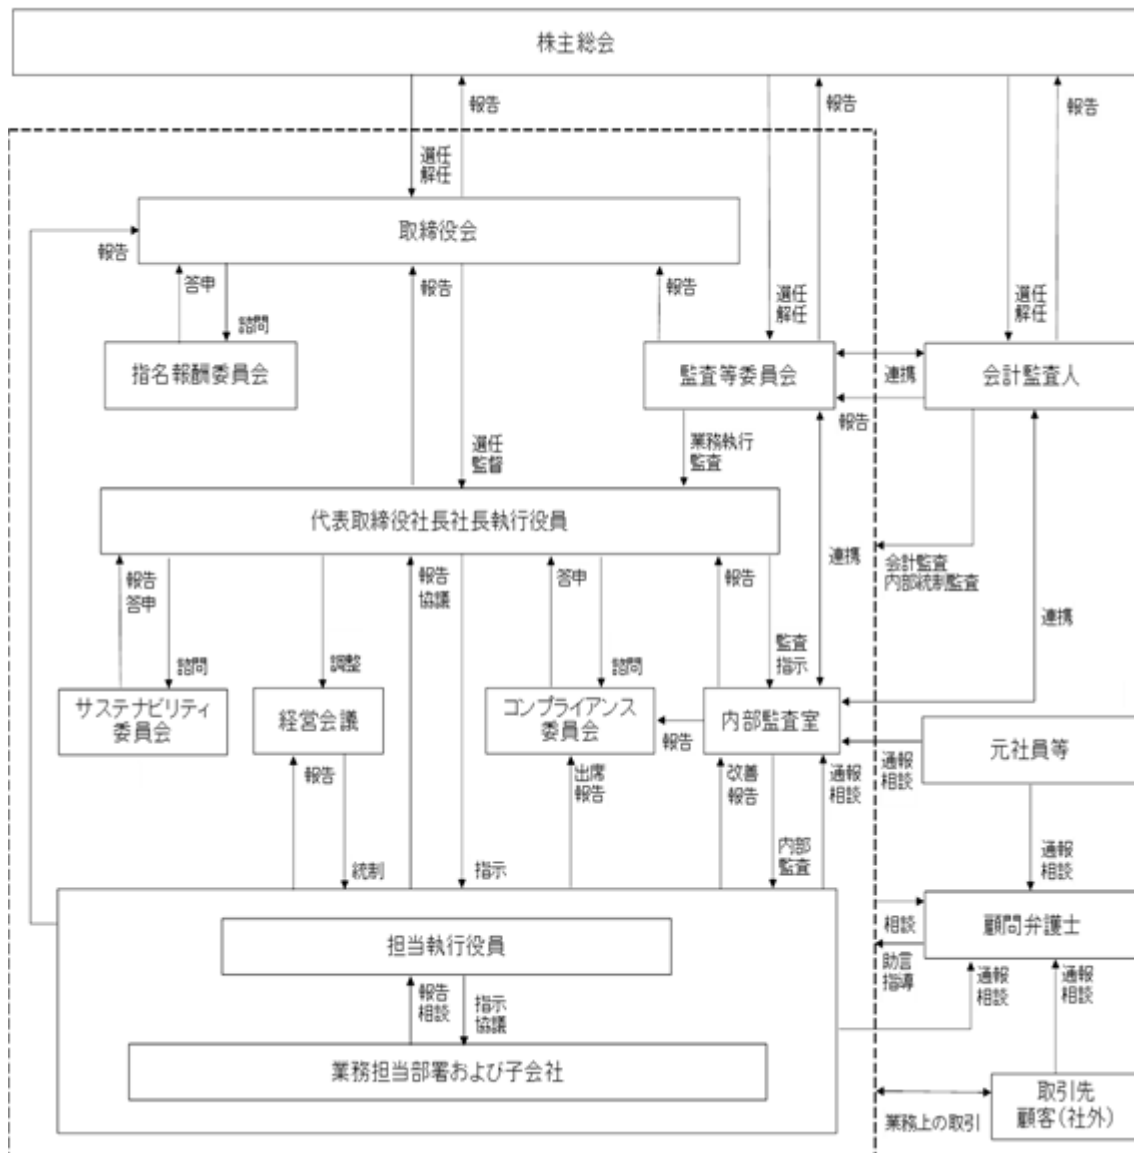 株主総会
報告
報告
報告
選任
解任
取締役会
報告
答申
諮問
報告
報告
選任
解任
選任
解任
指名報酬委員会
監査等委員会
連携
報告
会計監査人
選任
監督
業務執行
監査
代表取締役社長社長執行役員
連携
会計監査
内部統制監査
連携
報告
答申
諮問
調整
報告
協議
答申
諮問
報告
監査
指示
サステナビリティ
委員会
経営会議
コンプライアンス
委員会
報告
内部監査室
通報
相談
元社員等
報告
統制
指示
出席
報告
改善
報告
内部
監査
通報
相談
通報
相談
担当執行役員
相談
助言
指導
顧問弁護士
報告
相談
指示
協議
通報
相談
通報
相談
業務担当部署および子会社
業務上の取引
取引先
顧客(社外)